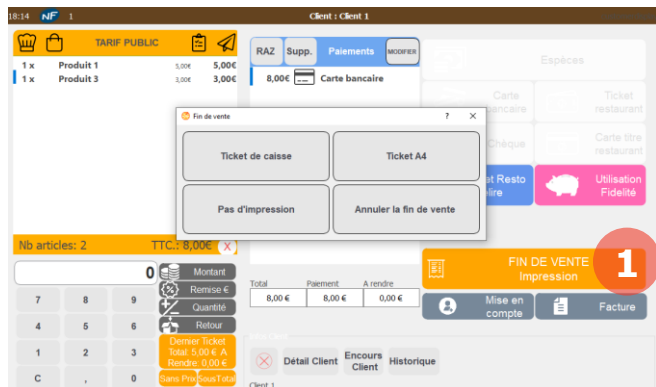 18:14 NF 1 Client : Client 1
TARIF PUBLIC
1 x Produit 1 5,00€ 5,00€
1 x Produit 3 3,00€ 3,00€
RAZ Supp. Paiements MODIFIER
8,00€ Carte bancaire
Espèces
Carte bancaire
Ticket restaurant
Chèque
Carte titre restaurant
Utilisation Fidélité
Fin de vente ? ×
Ticket de caisse
Ticket A4
Pas d'impression
Annuler la fin de vente
Nb articles: 2 TTC.: 8,00€ (X)
0
Montant
Remise €
Quantité
Retour
7 8 9
4 5 6
1 2 3
C , 0
Dernier Ticket
Total: 5,00 € A
Rendre: 0,00 €
Sans Prix
SousTotal
Total Paiement A rendre
8,00 € 8,00 € 0,00 €
FIN DE VENTE
Impression
1
Mise en compte
Facture
Détail Client
Encours Client
Historique
Client 1